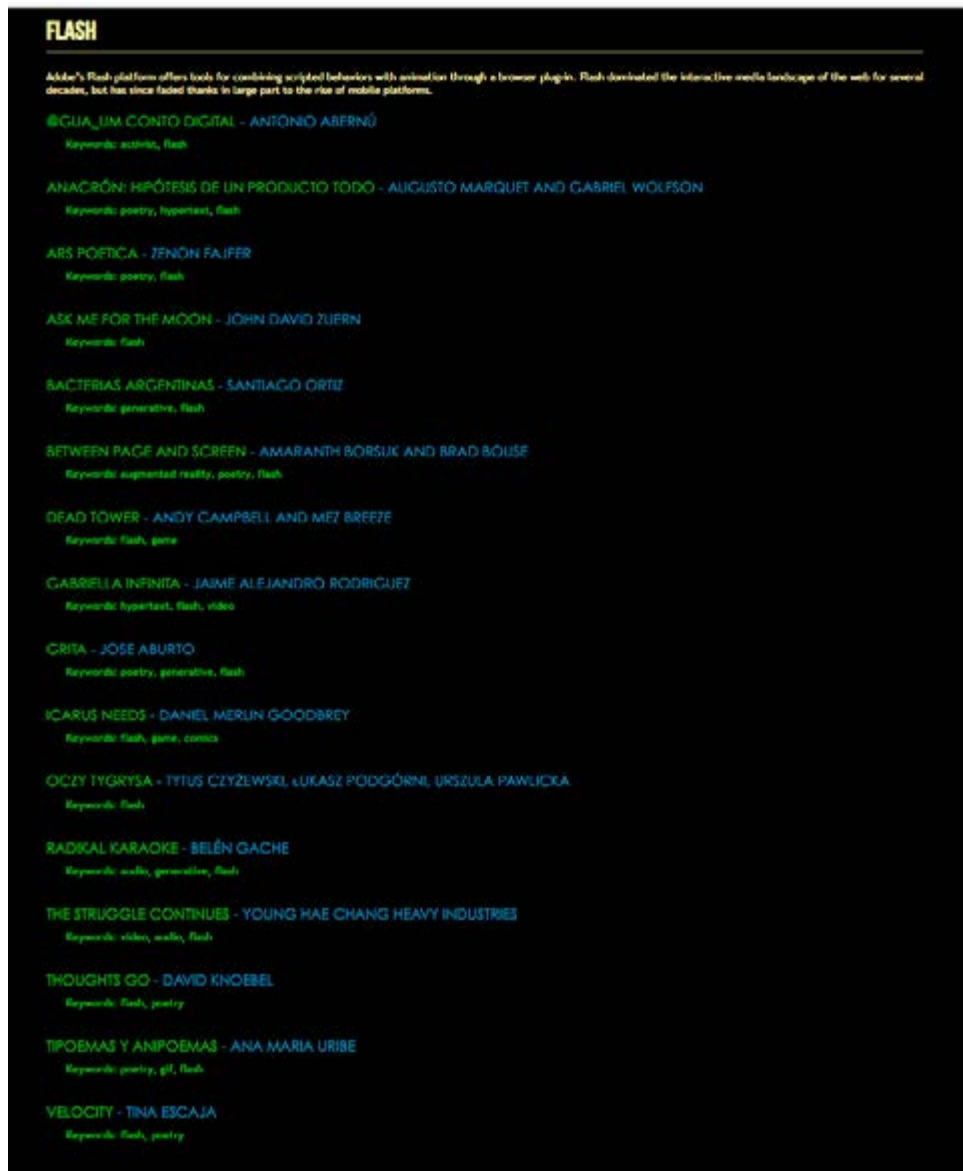 FLASH
Adobe's Flash platform offers tools for combining scripted behaviors with animation through a browser plug-in. Flash dominated the interactive media landscape of the web for several
decades, but has since faded thanks in large part to the rise of mobile platforms.
@GUA_UM CONTO DIGITAL - ANTONIO ABERNÚ
Keywords: activist, flash
ANACRÓN: HIPÓTESIS DE UN PRODUCTO TODO - AUGUSTO MARQUET AND GABRIEL WOLFSON
Keywords: poetry, hypertext, flash
ARS POETICA - ZENON FAJFER
Keywords: poetry, flash
ASK ME FOR THE MOON - JOHN DAVID ZUERN
Keywords: flash
BACTERIAS ARGENTINAS - SANTIAGO ORTIZ
Keywords: generative, flash
BETWEEN PAGE AND SCREEN - AMARANTH BORSUK AND BRAD BOUSE
Keywords: augmented reality, poetry, flash
DEAD TOWER - ANDY CAMPBELL AND MEZ BREEZE
Keywords: flash, game
GABRIELLA INFINITA - JAIME ALEJANDRO RODRIGUEZ
Keywords: hypertext, flash, video
GRITA - JOSE ABURTO
Keywords: poetry, generative, flash
ICARUS NEEDS - DANIEL MERLIN GOODBREY
Keywords: flash, game, comics
OCZY TYGRYSA - TYTUS CZYŻEWSKI, ŁUKASZ PODGÓRNI, URSZULA PAWLICKA
Keywords: flash
RADIKAL KARAOKE - BELÉN GACHE
Keywords: audio, generative, flash
THE STRUGGLE CONTINUES - YOUNG HAE CHANG HEAVY INDUSTRIES
Keywords: video, audio, flash
THOUGHTS GO - DAVID KNOEBEL
Keywords: flash, poetry
TIPOEMAS Y ANIPOEMAS - ANA MARIA URIBE
Keywords: poetry, gif, flash
VELOCITY - TINA ESCAJA
Keywords: flash, poetry